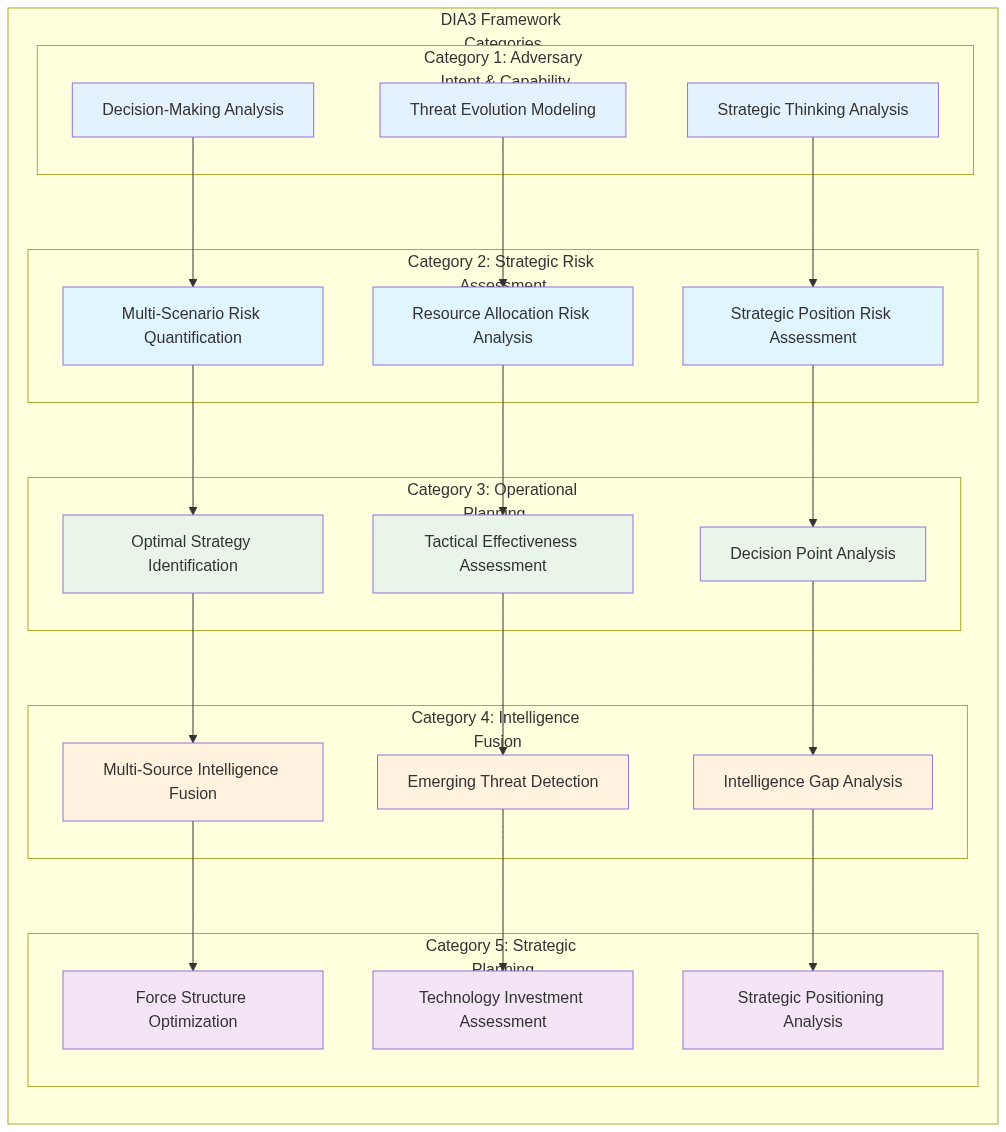 DIA3 Framework
Categories
Category 1: Adversary
Intent & Capability
Decision-Making Analysis
Threat Evolution Modeling
Strategic Thinking Analysis
Category 2: Strategic Risk
Assessment
Multi-Scenario Risk
Quantification
Resource Allocation Risk
Analysis
Strategic Position Risk
Assessment
Category 3: Operational
Planning
Optimal Strategy
Identification
Tactical Effectiveness
Assessment
Decision Point Analysis
Category 4: Intelligence
Fusion
Multi-Source Intelligence
Fusion
Emerging Threat Detection
Intelligence Gap Analysis
Category 5: Strategic
Planning
Force Structure
Optimization
Technology Investment
Assessment
Strategic Positioning
Analysis